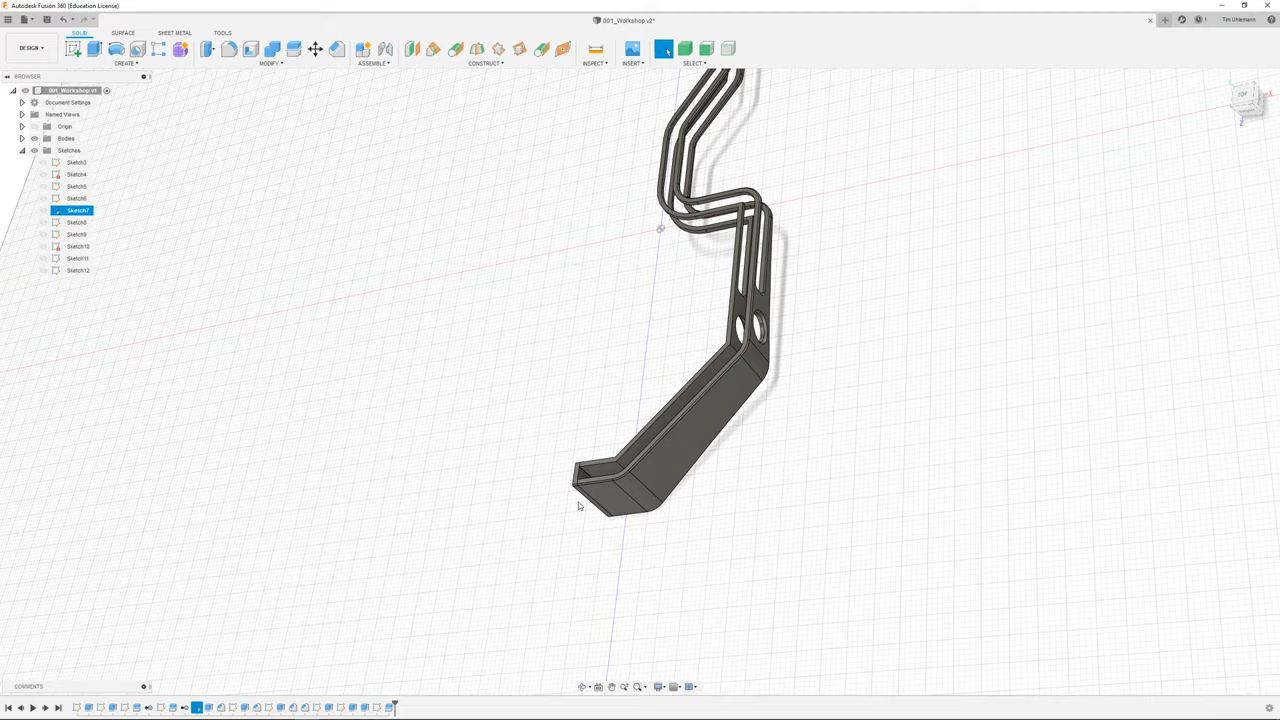 Autodesk Fusion 360 (Education License)
001_Workshop v2*
1
Tim Uhlemann
SOLID SURFACE SHEET METAL TOOLS
DESIGN
CREATE MODIFY ASSEMBLE CONSTRUCT INSPECT INSERT SELECT
BROWSER
001_Workshop v1
Document Settings
Named Views
Origin
Bodies
Sketches
Sketch3
Sketch4
Sketch5
Sketch6
Sketch7
Sketch8
Sketch9
Sketch10
Sketch11
Sketch12
TOP
X
Z
COMMENTS